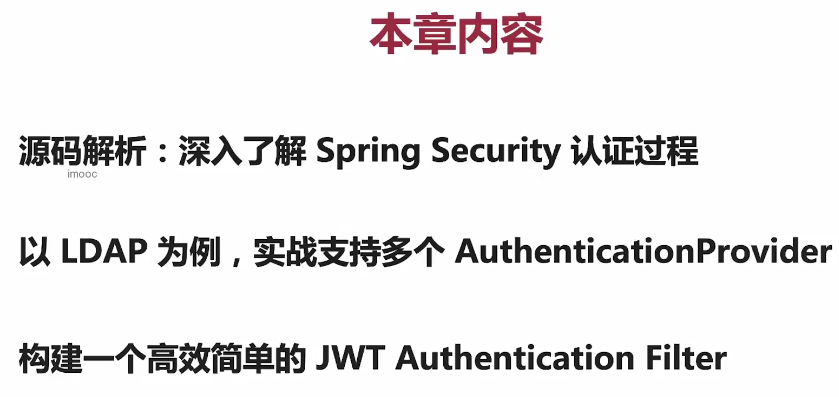 本章内容
源码解析：深入了解 Spring Security 认证过程
imooc
以 LDAP 为例，实战支持多个 AuthenticationProvider
构建一个高效简单的 JWT Authentication Filter